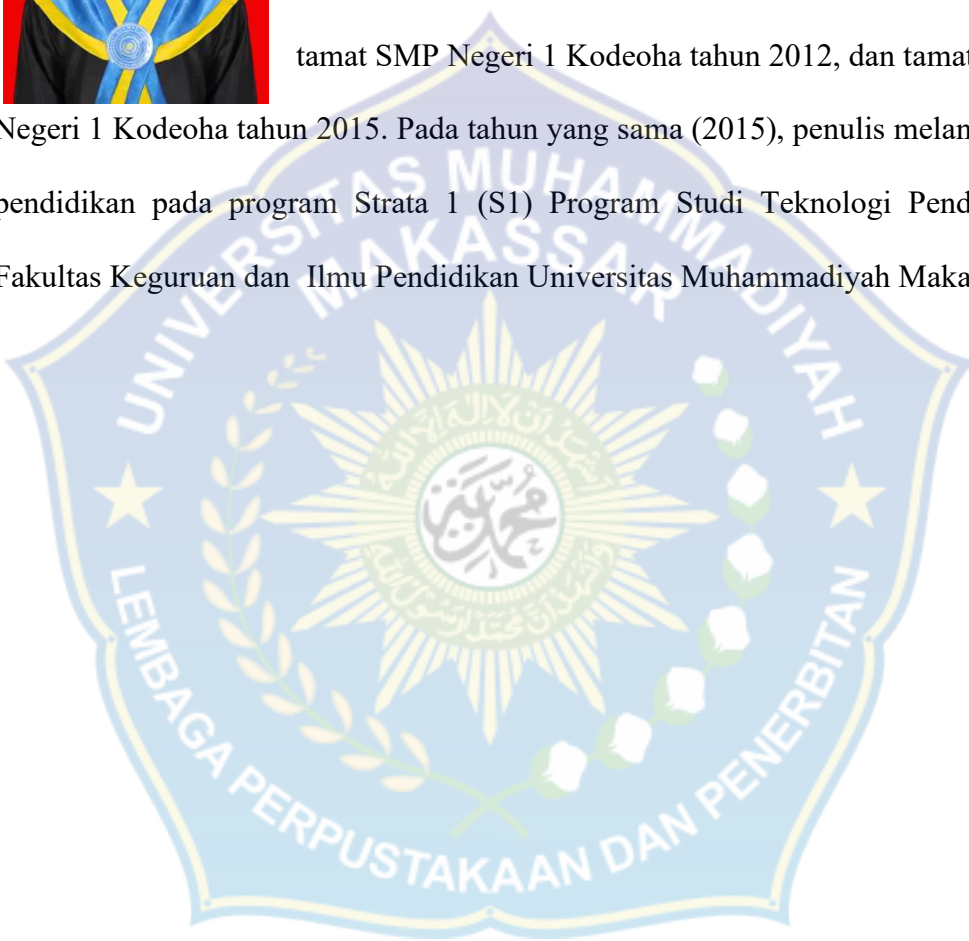 tamat SMP Negeri 1 Kodeoha tahun 2012, dan tamat
Negeri 1 Kodeoha tahun 2015. Pada tahun yang sama (2015), penulis melan
pendidikan pada program Strata 1 (S1) Program Studi Teknologi Pend
Fakultas Keguruan dan Ilmu Pendidikan Universitas Muhammadiyah Maka
UNIVERSITAS MUHAMMADIYAH
MAKASSAR
محمدية
LEMBAGA PERPUSTAKAAN DAN PENERBITAN